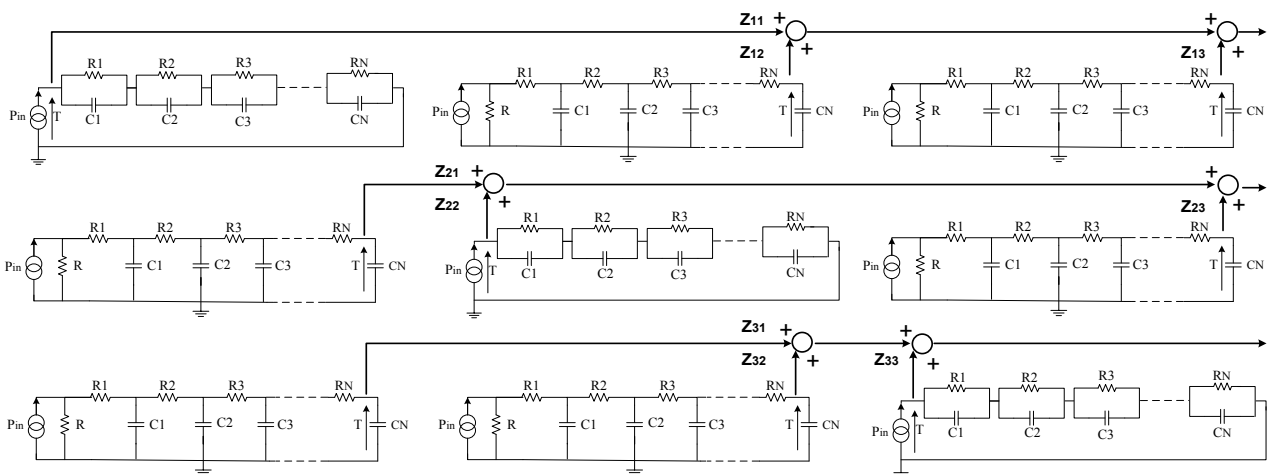 Z11 + +
Z12 + Z13 +
R1 R2 R3 RN R1 R2 R3 RN R1 R2 R3 RN
Pin T C1 C2 C3 CN Pin R C1 C2 C3 T CN Pin R C1 C2 C3 T CN
Z21 + +
Z22 + Z23 +
R1 R2 R3 RN R1 R2 R3 RN R1 R2 R3 RN
Pin R C1 C2 C3 T CN Pin T C1 C2 C3 CN Pin R C1 C2 C3 T CN
Z31 + +
Z32 + Z33 +
R1 R2 R3 RN R1 R2 R3 RN R1 R2 R3 RN
Pin R C1 C2 C3 T CN Pin R C1 C2 C3 T CN Pin T C1 C2 C3 CN